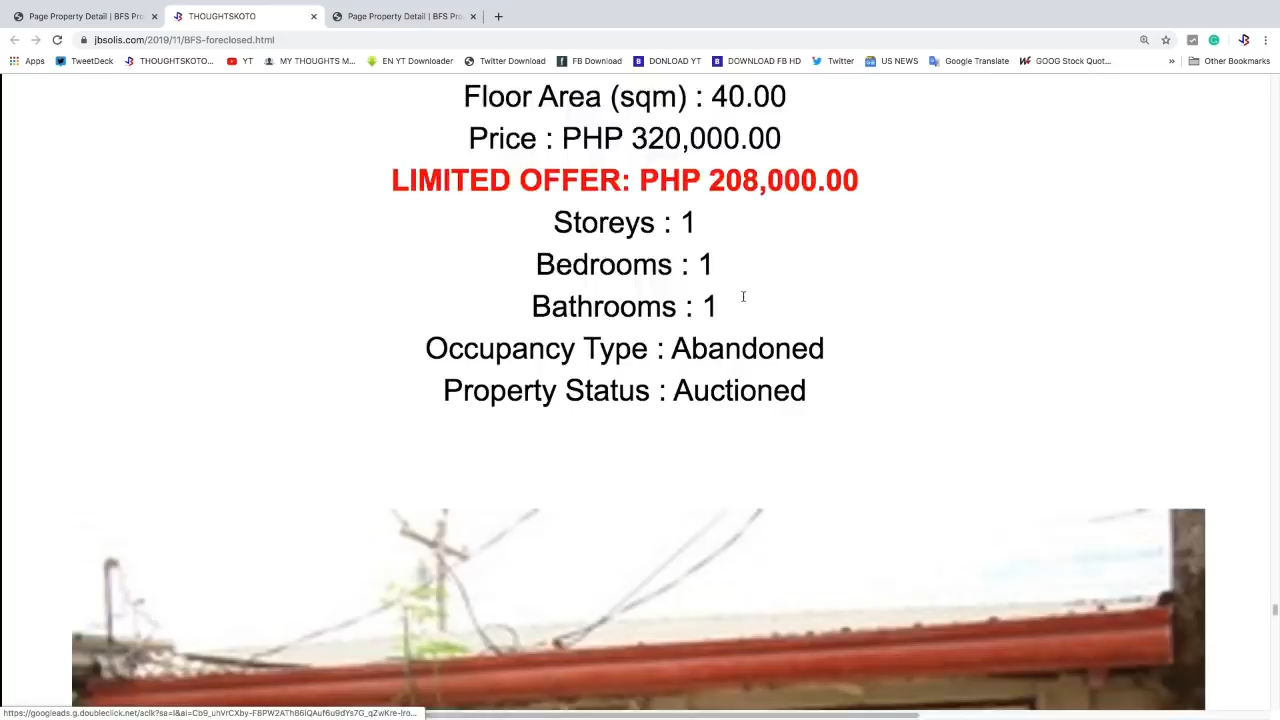 Page Property Detail | BFS Pro
THOUGHTSKOTO
Page Property Detail | BFS Pro
jbsolis.com/2019/11/BFS-foreclosed.html
Apps
TweetDeck
THOUGHTSKOTO...
YT
MY THOUGHTS M...
EN YT Downloader
Twitter Download
FB Download
DONLOAD YT
DOWNLOAD FB HD
Twitter
US NEWS
Google Translate
GOOG Stock Quot...
Other Bookmarks
Floor Area (sqm) : 40.00
Price : PHP 320,000.00
LIMITED OFFER: PHP 208,000.00
Storeys : 1
Bedrooms : 1
Bathrooms : 1
Occupancy Type : Abandoned
Property Status : Auctioned